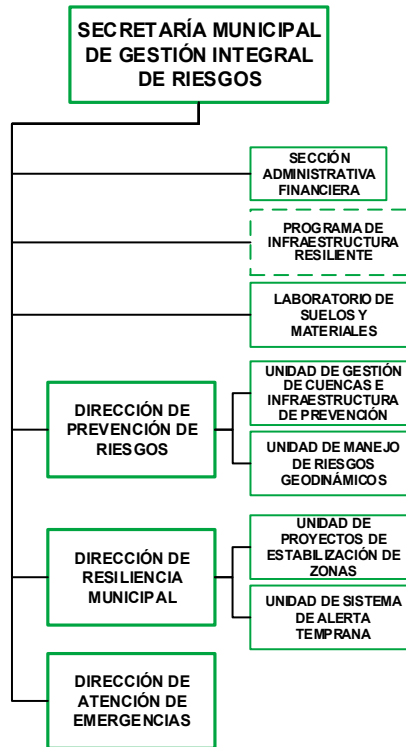 SECRETARÍA MUNICIPAL
DE GESTIÓN INTEGRAL
DE RIESGOS
SECCIÓN
ADMINISTRATIVA
FINANCIERA
PROGRAMA DE
INFRAESTRUCTURA
RESILIENTE
LABORATORIO DE
SUELOS Y
MATERIALES
DIRECCIÓN DE
PREVENCIÓN DE
RIESGOS
UNIDAD DE GESTIÓN
DE CUENCAS E
INFRAESTRUCTURA
DE PREVENCIÓN
UNIDAD DE MANEJO
DE RIESGOS
GEODINÁMICOS
DIRECCIÓN DE
RESILIENCIA
MUNICIPAL
UNIDAD DE
PROYECTOS DE
ESTABILIZACIÓN DE
ZONAS
UNIDAD DE SISTEMA
DE ALERTA
TEMPRANA
DIRECCIÓN DE
ATENCIÓN DE
EMERGENCIAS